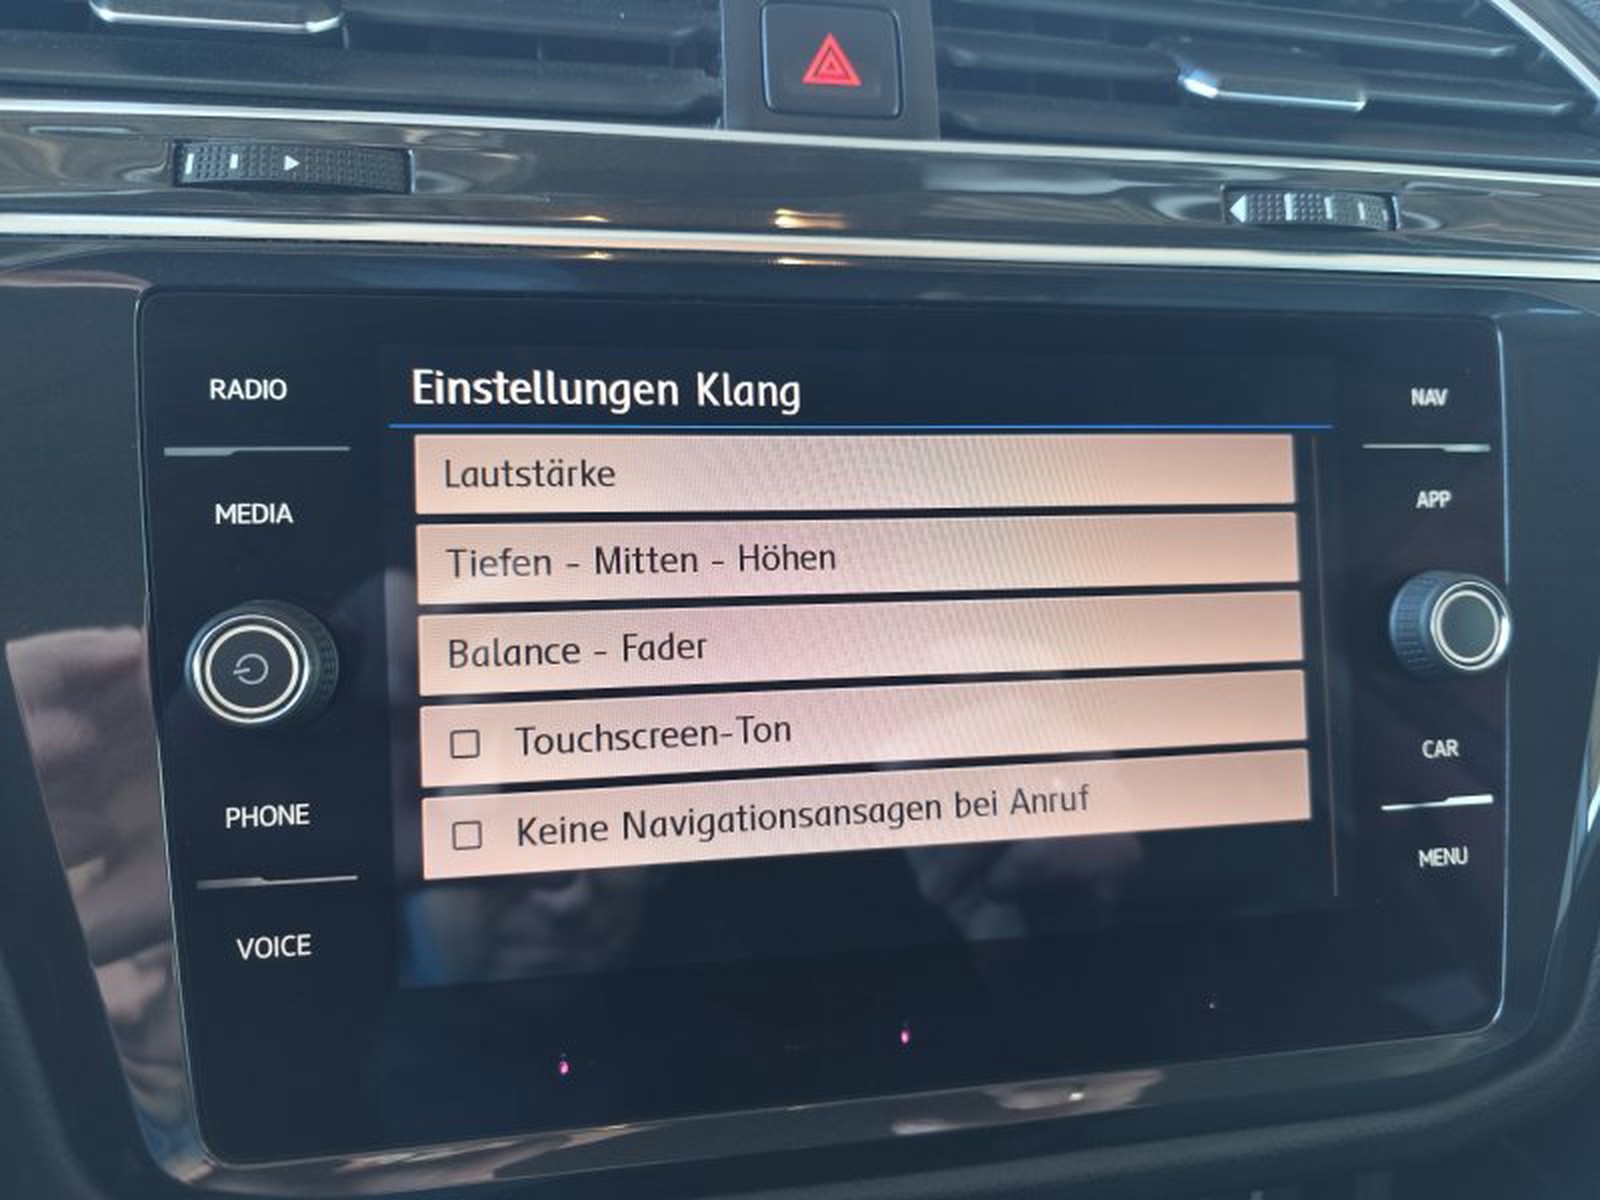 Einstellungen Klang
RADIO
NAV
Lautstärke
MEDIA
APP
Tiefen - Mitten - Höhen
Balance - Fader
Touchscreen-Ton
CAR
PHONE
Keine Navigationsansagen bei Anruf
MENU
VOICE